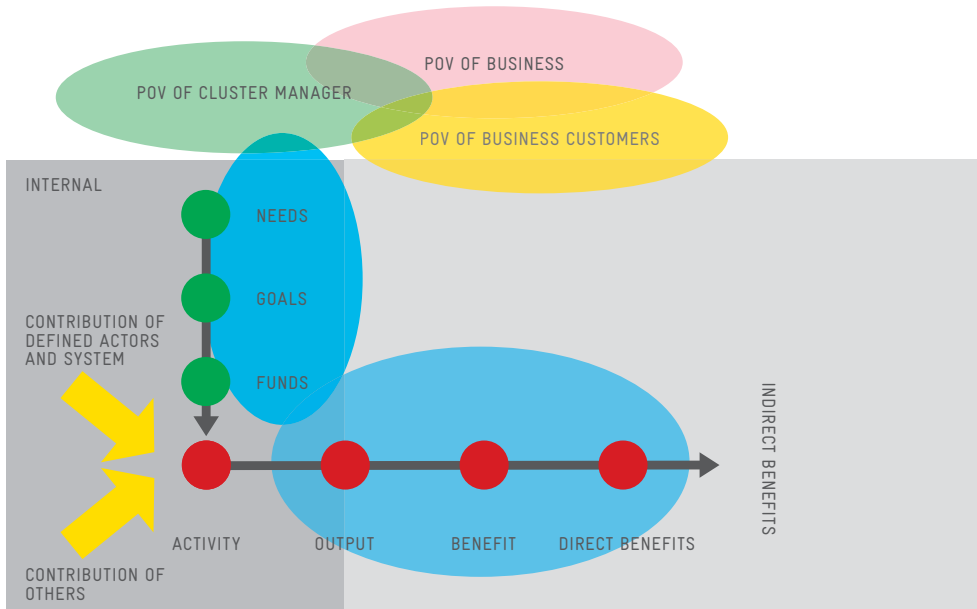 POV OF BUSINESS
POV OF CLUSTER MANAGER
POV OF BUSINESS CUSTOMERS
INTERNAL
NEEDS
GOALS
CONTRIBUTION OF
DEFINED ACTORS
AND SYSTEM
FUNDS
INDIRECT BENEFITS
ACTIVITY
OUTPUT
BENEFIT
DIRECT BENEFITS
CONTRIBUTION OF
OTHERS